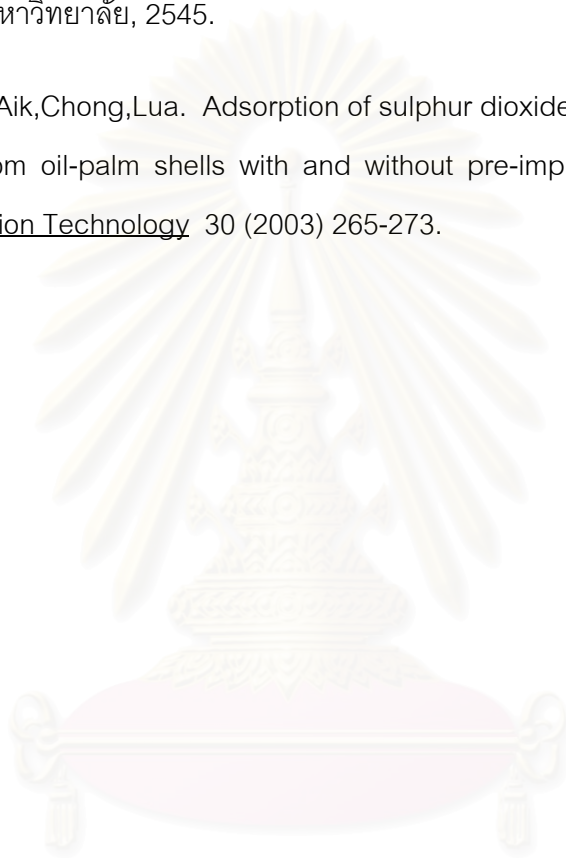 หาวิทยาลัย, 2545.
Aik,Chong,Lua. Adsorption of sulphur dioxide
om oil-palm shells with and without pre-imp
ion Technology 30 (2003) 265-273.